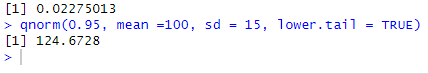 [1] 0.02275013
> qnorm(0.95, mean =100, sd = 15, lower.tail = TRUE)
[1] 124.6728
>